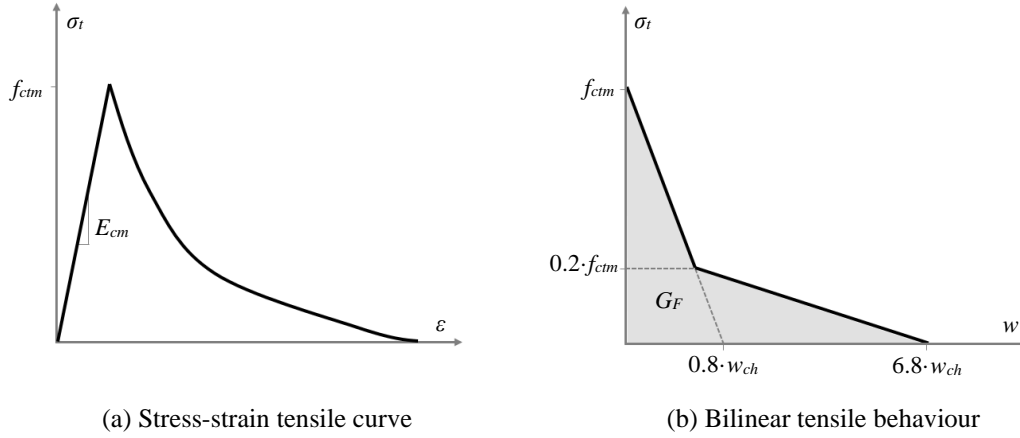 σt
fctm
Ecm
ε
(a) Stress-strain tensile curve
σt
fctm
0.2·fctm
GF
w
0.8·wch
6.8·wch
(b) Bilinear tensile behaviour